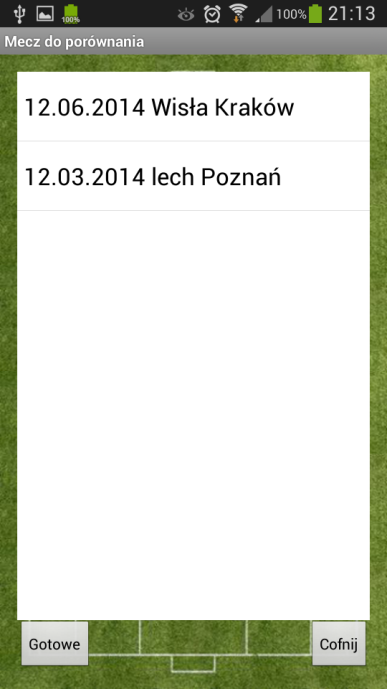 100% 100% 21:13
Mecz do porównania
12.06.2014 Wisła Kraków
12.03.2014 lech Poznań
Gotowe Cofnij